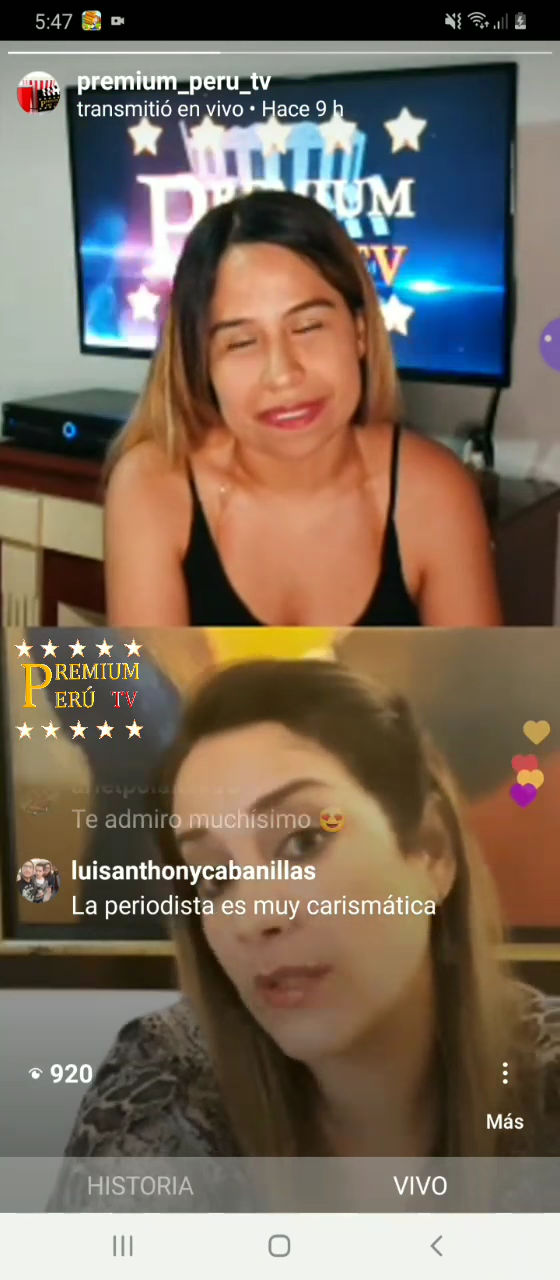 5:47
premium_peru_tv
transmitió en vivo • Hace 9 h
PREMIUM
TV
PREMIUM
PERÚ TV
Te admiro muchísimo 😍
luisanthonycabanillas
La periodista es muy carismática
920
Más
HISTORIA
VIVO